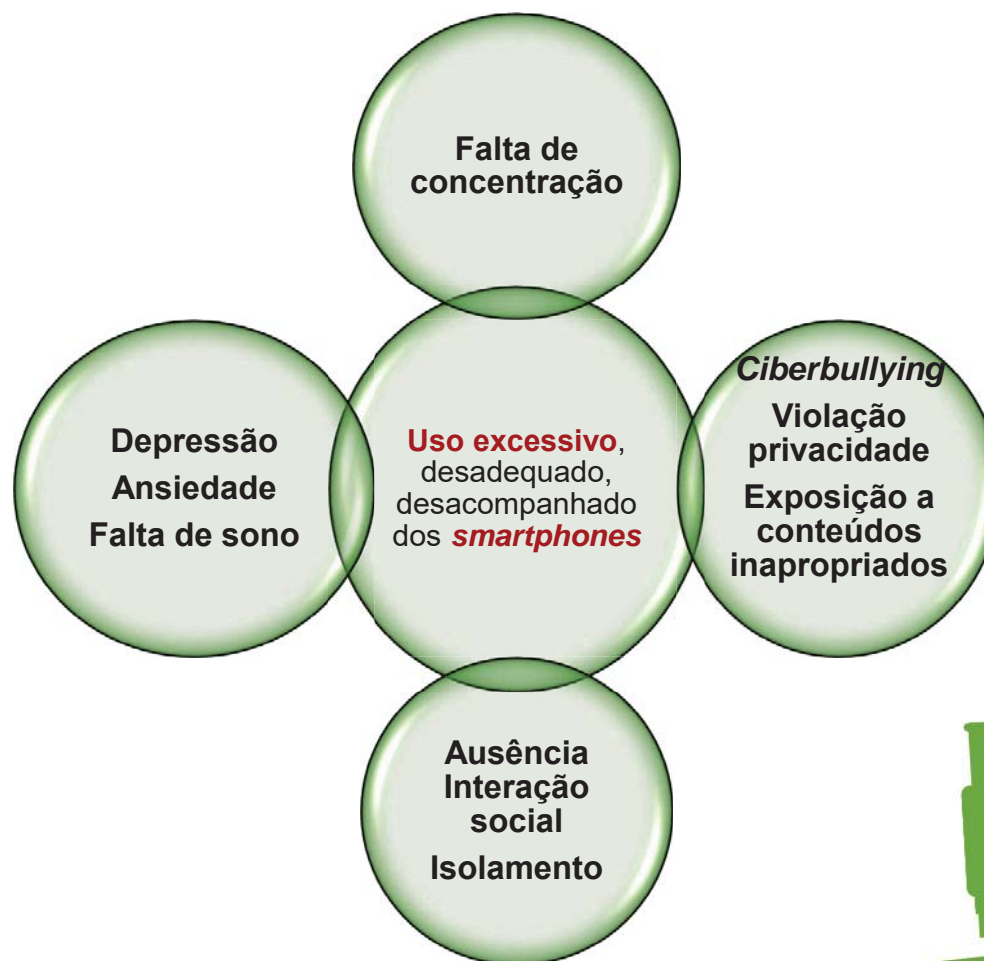 Falta de
concentração
Depressão
Ansiedade
Falta de sono
Uso excessivo,
desadequado,
desacompanhado
dos smartphones
Ciberbullying
Violação
privacidade
Exposição a
conteúdos
inapropriados
Ausência
Interação
social
Isolamento